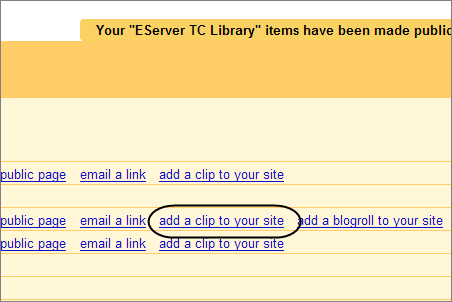 Your "EServer TC Library" items have been made public
public page email a link add a clip to your site
public page email a link add a clip to your site add a blogroll to your site
public page email a link add a clip to your site